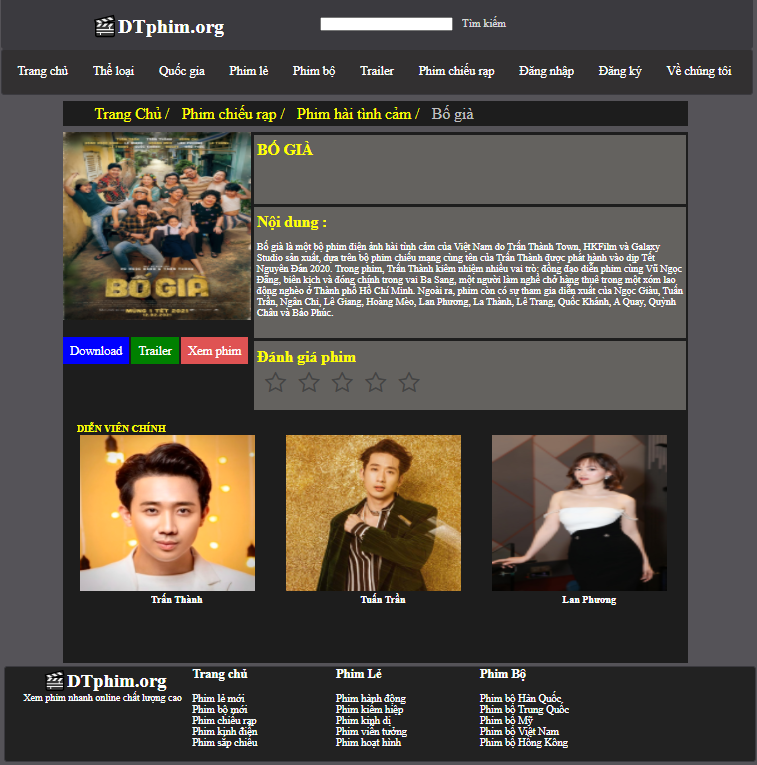 DTphim.org
Tìm kiếm
Trang chủ Thể loại Quốc gia Phim lẻ Phim bộ Trailer Phim chiếu rạp Đăng nhập Đăng ký Về chúng tôi
Trang Chủ / Phim chiếu rạp / Phim hài tình cảm / Bố già
BỐ GIÀ
MÙNG 1 TẾT 2021
BỐ GIÀ
Nội dung :
Bố già là một bộ phim điện ảnh hài tình cảm của Việt Nam do Trấn Thành Town, HKFilm và Galaxy
Studio sản xuất, dựa trên bộ phim chiếu mạng cùng tên của Trấn Thành được phát hành vào dịp Tết
Nguyên Đán 2020. Trong phim, Trấn Thành kiêm nhiệm nhiều vai trò: đồng đạo diễn phim cùng Vũ Ngọc
Đãng, biên kịch và đóng chính trong vai Ba Sang, một người làm nghề chở hàng thuê trong một xóm lao
động nghèo ở Thành phố Hồ Chí Minh. Ngoài ra, phim còn có sự tham gia diễn xuất của Ngọc Giàu, Tuấn
Trần, Ngân Chi, Lê Giang, Hoàng Mèo, Lan Phương, La Thành, Lê Trang, Quốc Khánh, A Quay, Quỳnh
Châu và Bảo Phúc.
Download Trailer Xem phim
Đánh giá phim
DIỄN VIÊN CHÍNH
Trấn Thành Tuấn Trần Lan Phương
DTphim.org
Xem phim nhanh online chất lượng cao
Trang chủ
Phim lẻ mới
Phim bộ mới
Phim chiếu rạp
Phim kinh điện
Phim sắp chiếu
Phim Lẻ
Phim hành động
Phim kiếm hiệp
Phim kinh dị
Phim viễn tưởng
Phim hoạt hình
Phim Bộ
Phim bộ Hàn Quốc
Phim bộ Trung Quốc
Phim bộ Mỹ
Phim bộ Việt Nam
Phim bộ Hồng Kông